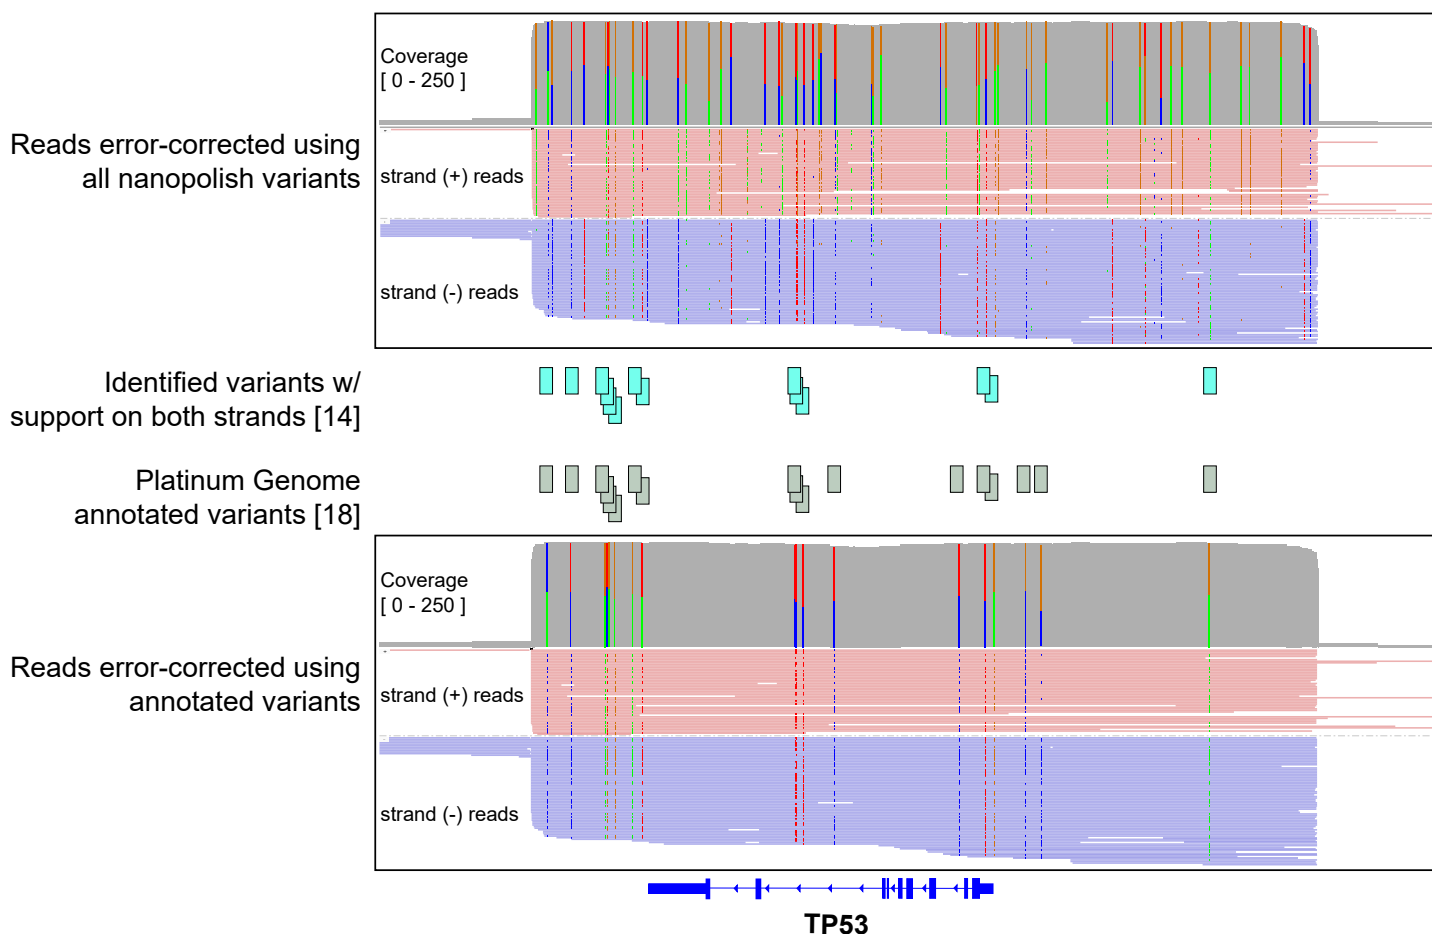 Coverage
[ 0 - 250 ]
Reads error-corrected using
all nanopolish variants
strand (+) reads
strand (-) reads
Identified variants w/
support on both strands [14]
Platinum Genome
annotated variants [18]
Coverage
[ 0 - 250 ]
Reads error-corrected using
annotated variants
strand (+) reads
strand (-) reads
TP53